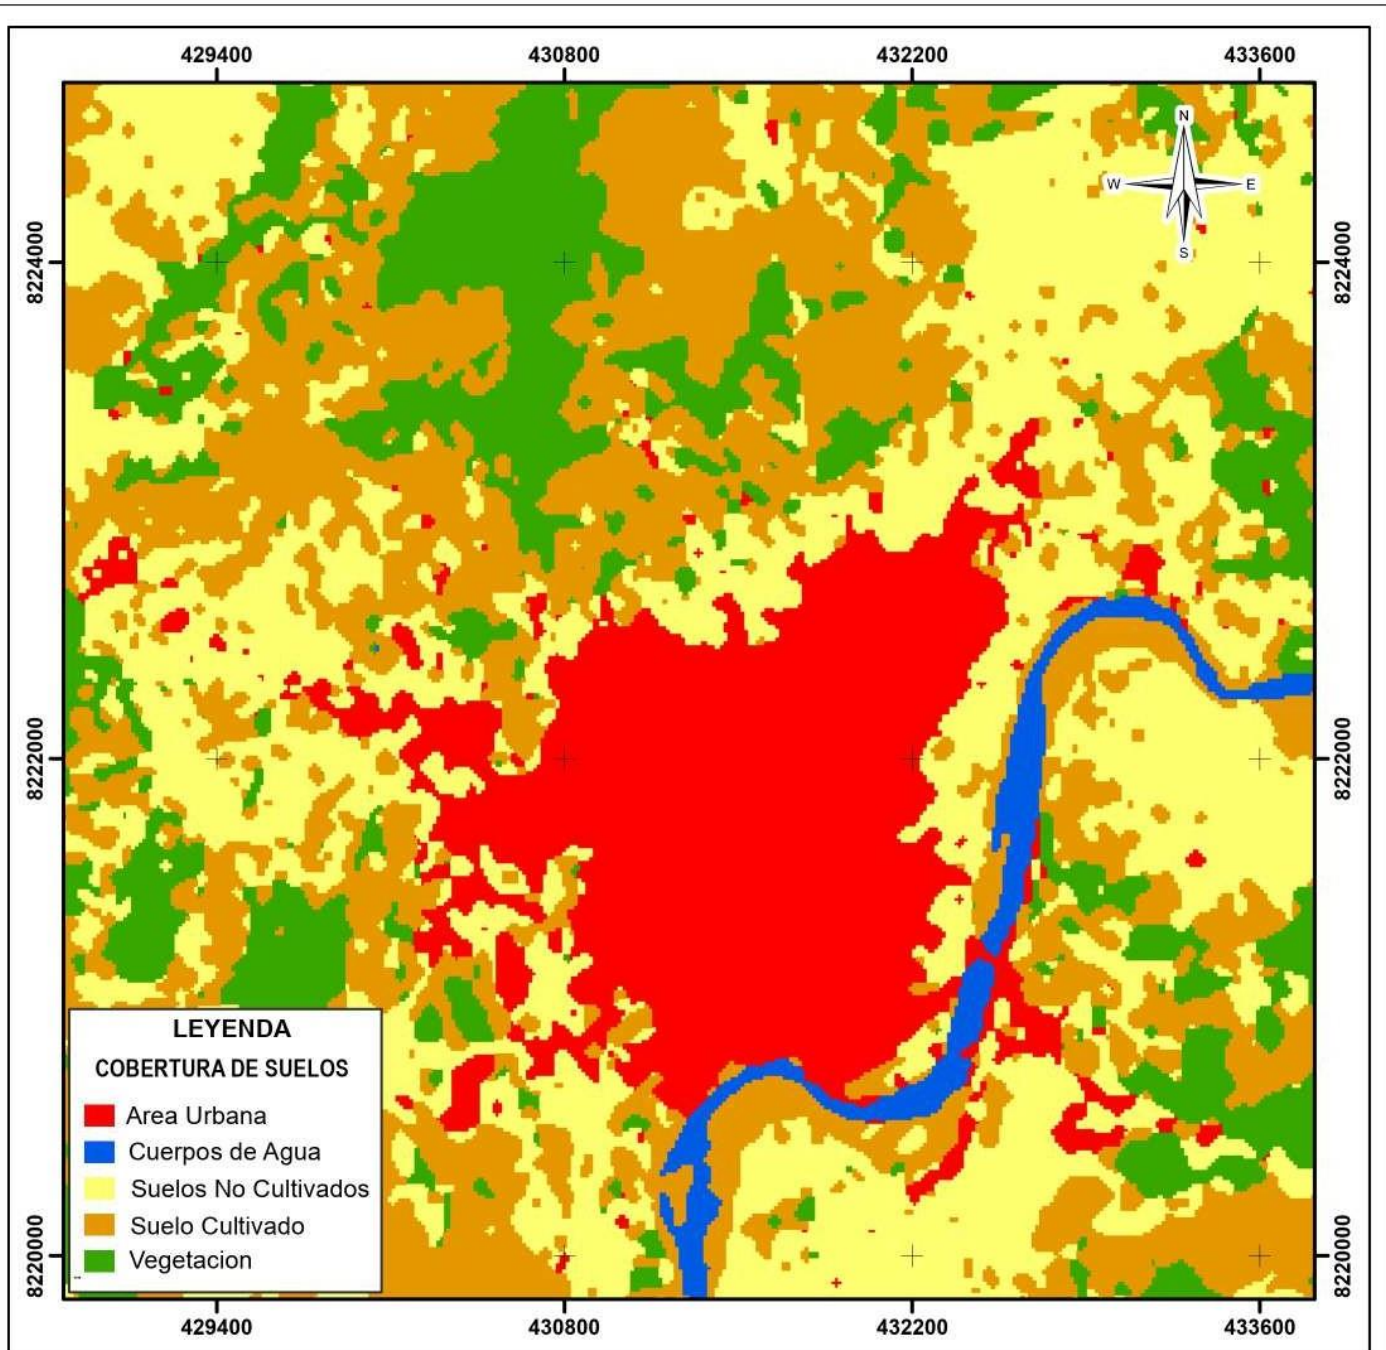 429400 430800 432200 433600
N
W E
S
8224000 8224000
8222000 8222000
LEYENDA
COBERTURA DE SUELOS
Area Urbana
Cuerpos de Agua
Suelos No Cultivados
Suelo Cultivado
Vegetacion
8220000 8220000
429400 430800 432200 433600